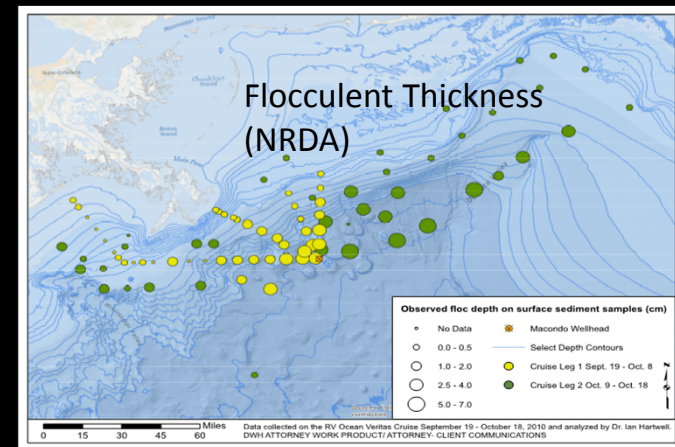 Flocculent Thickness
(NRDA)
Main Pass
Observed floc depth on surface sediment samples (cm)
No Data
Macondo Wellhead
0.0 - 0.5
Select Depth Contours
1.0 - 2.0
Cruise Leg 1 Sept. 19 - Oct. 8
2.5 - 4.0
Cruise Leg 2 Oct. 9 - Oct. 18
5.0 - 7.0
N
Miles
0 15 30 45 60
Data collected on the RV Ocean Veritas Cruise September 19 - October 18, 2010 and analyzed by Dr. Ian Hartwell.
DWH ATTORNEY WORK PRODUCT/ ATTORNEY- CLIENT COMMUNICATIONS